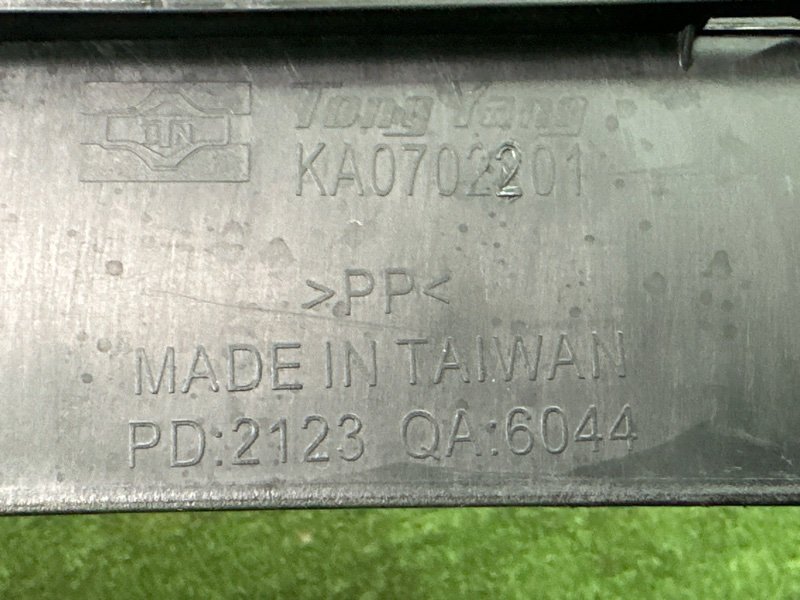 Tong Yang
KA0702201
>PP<
MADE IN TAIWAN
PD:2123 QA:6044